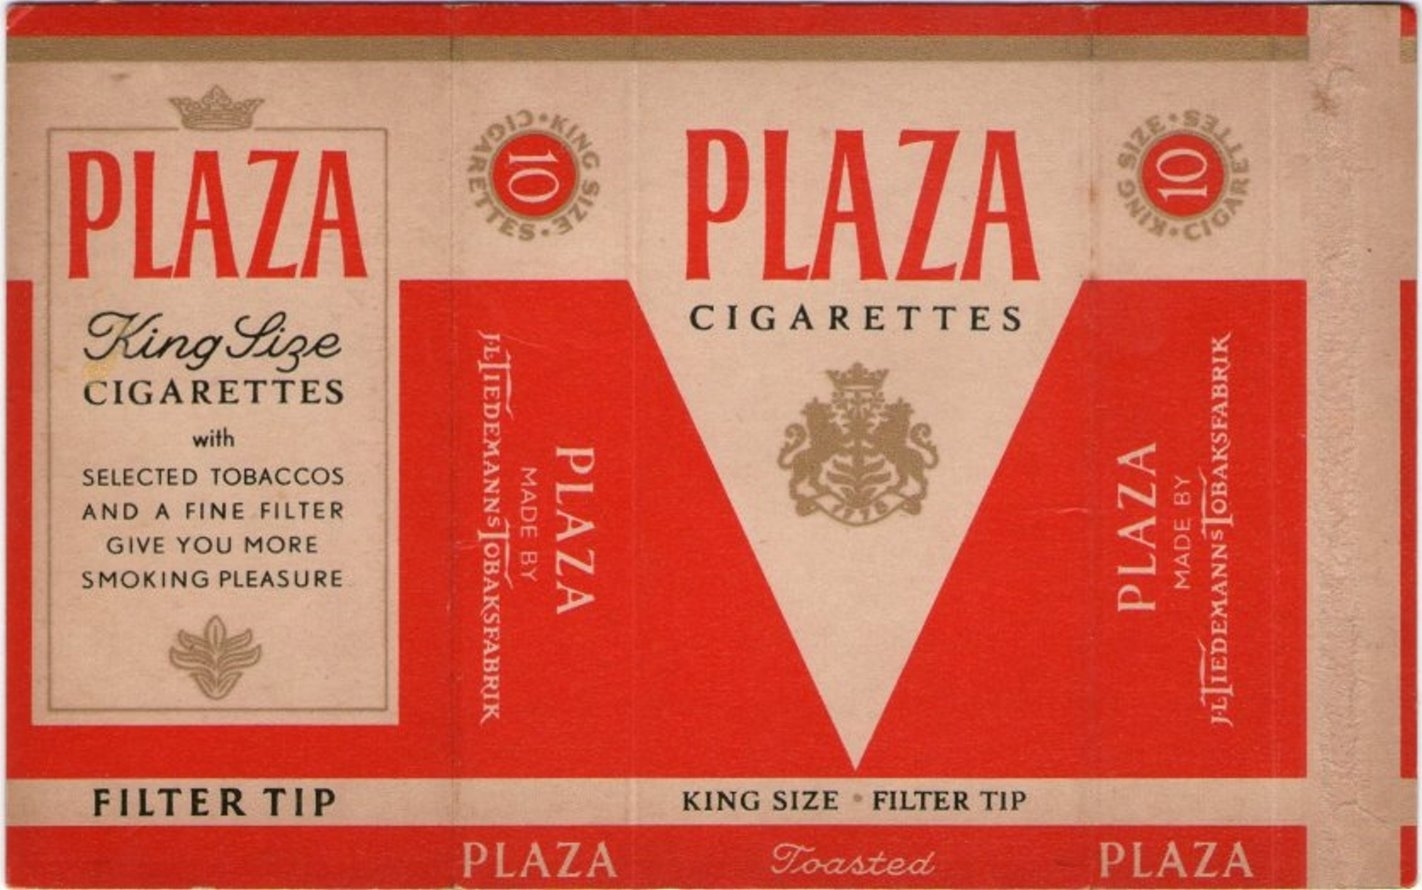 PLAZA
King Size
CIGARETTES
with
SELECTED TOBACCOS
AND A FINE FILTER
GIVE YOU MORE
SMOKING PLEASURE
FILTER TIP
10
CIGARETTES • KING SIZE •
PLAZA
MADE BY
J.L. TIEDEMANNS TOBAKSFABRIK
PLAZA
PLAZA
CIGARETTES
1778
KING SIZE • FILTER TIP
Toasted
10
KING SIZE • CIGARETTES •
PLAZA
MADE BY
J.L. TIEDEMANNS TOBAKSFABRIK
PLAZA